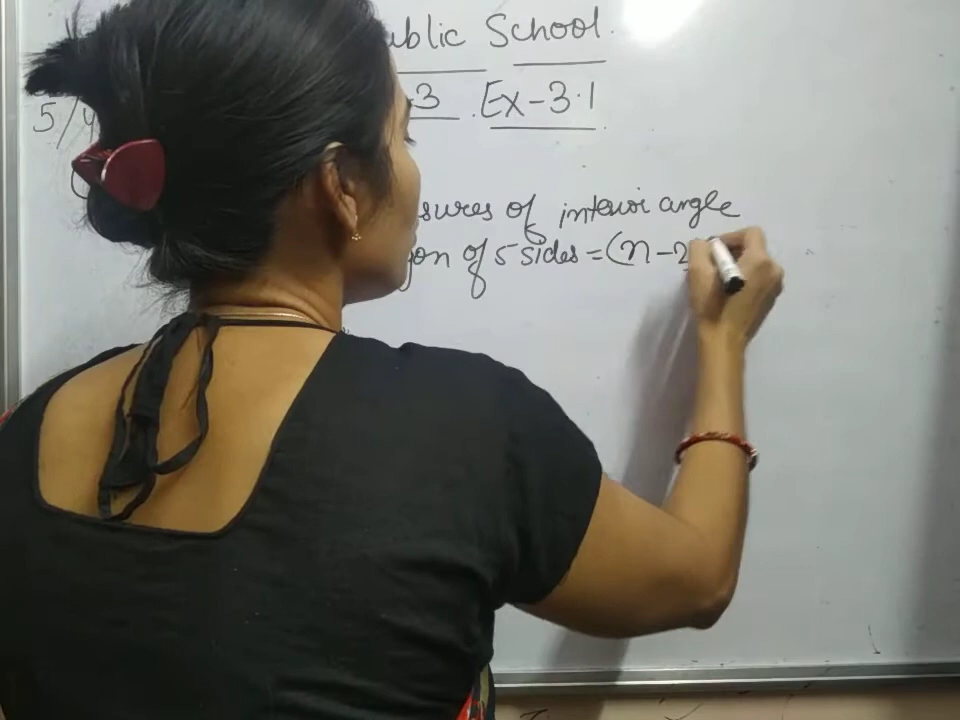 ublic School.
5/4 -3 . Ex-3.1
sures of interior angle
gon of 5 sides = (n-2